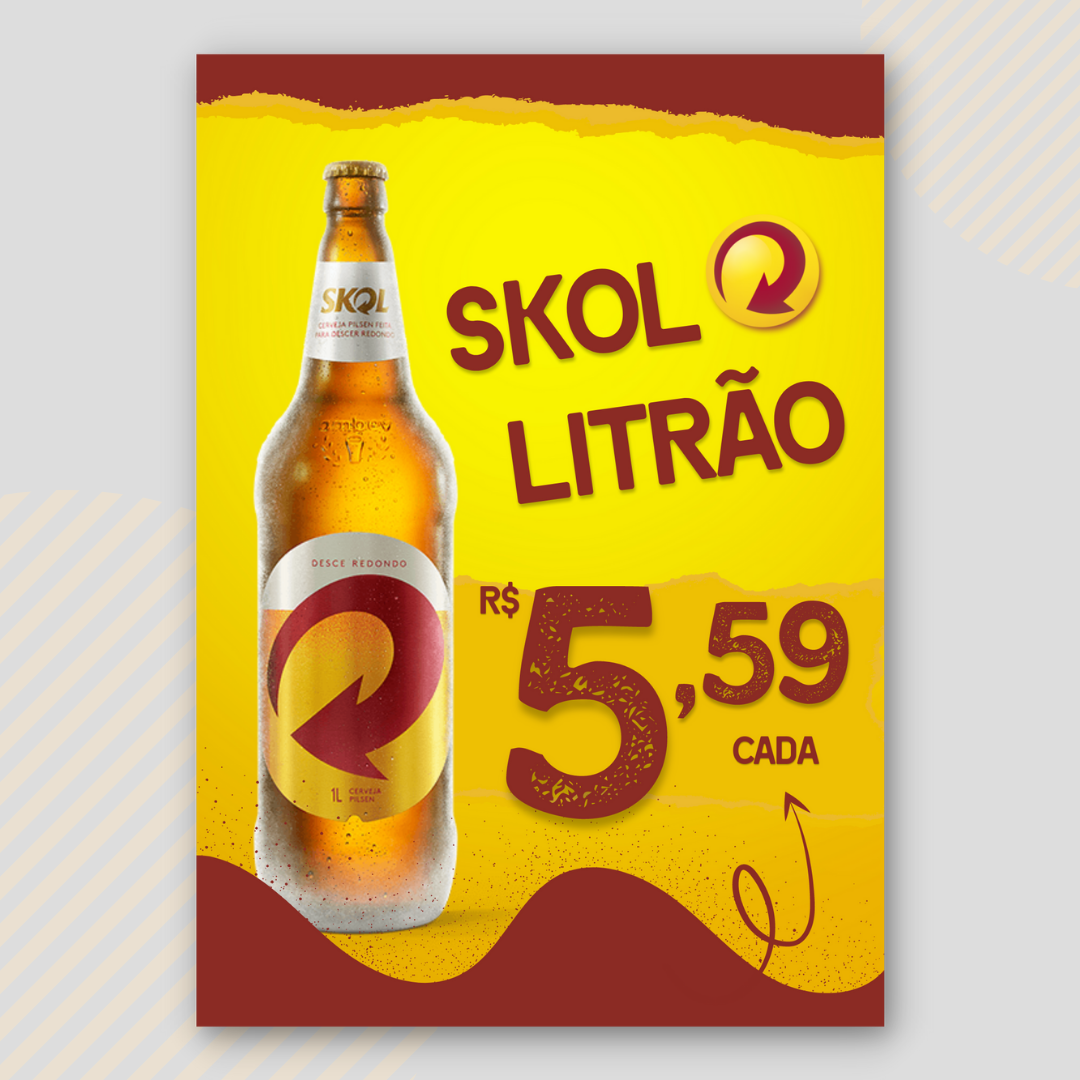 SKOL
CERVEJA PILSEN FEITA
PARA DESCER REDONDO
DESCE REDONDO
1L CERVEJA
PILSEN
SKOL
LITRÃO
R$ 5,59
CADA